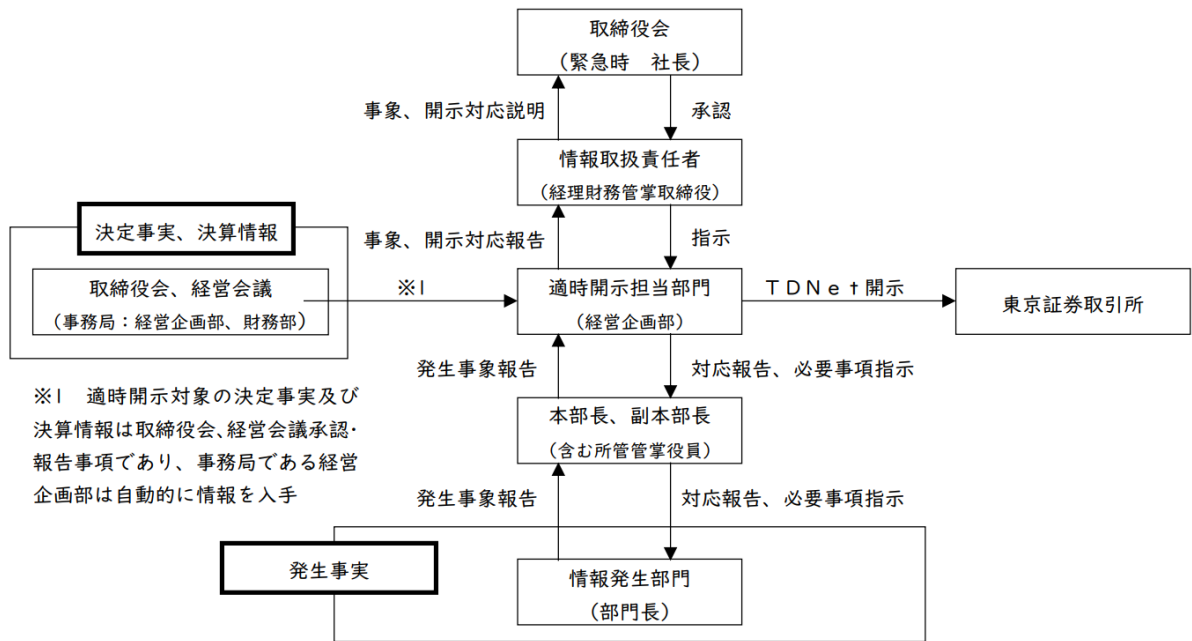 取締役会
（緊急時　社長）
事象、開示対応説明
承認
情報取扱責任者
（経理財務管掌取締役）
決定事実、決算情報
事象、開示対応報告
指示
取締役会、経営会議
（事務局：経営企画部、財務部）
※1
適時開示担当部門
（経営企画部）
ＴＤＮｅｔ開示
東京証券取引所
発生事象報告
対応報告、必要事項指示
※1　適時開示対象の決定事実及び
決算情報は取締役会、経営会議承認・
報告事項であり、事務局である経営
企画部は自動的に情報を入手
本部長、副本部長
（含む所管管掌役員）
発生事象報告
対応報告、必要事項指示
発生事実
情報発生部門
（部門長）